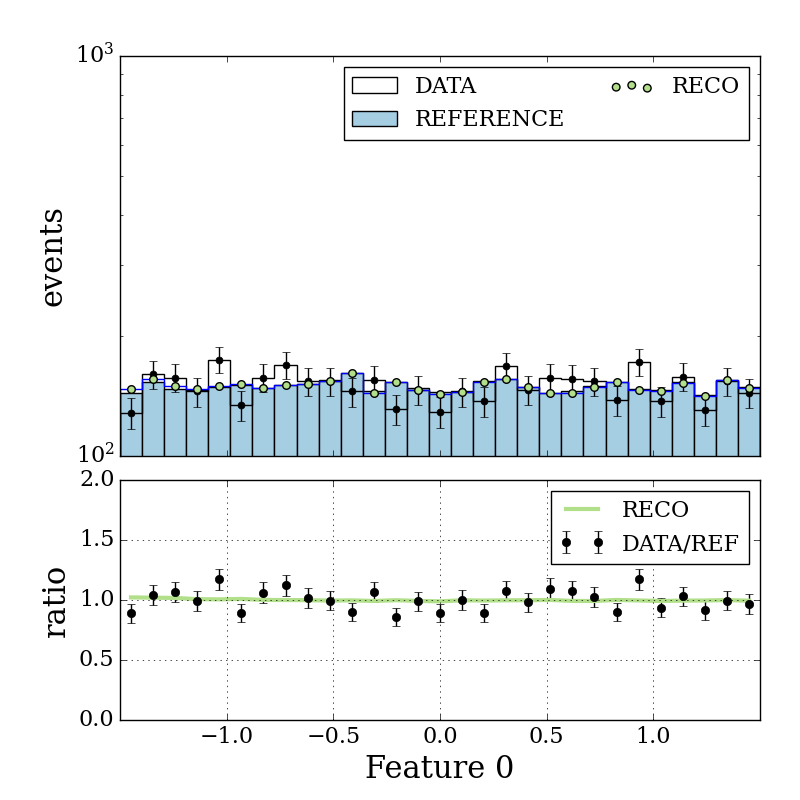 10^3
DATA RECO
REFERENCE
events
10^2
2.0
RECO
DATA/REF
1.5
ratio
1.0
0.5
0.0
−1.0 −0.5 0.0 0.5 1.0
Feature 0